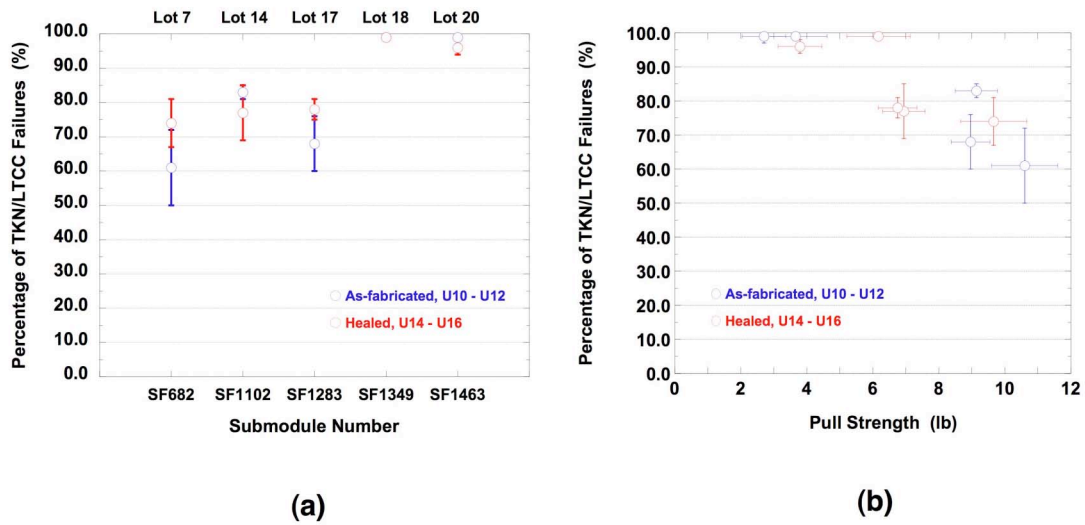 Lot 7 Lot 14 Lot 17 Lot 18 Lot 20
Percentage of TKN/LTCC Failures (%)
100.0
90.0
80.0
70.0
60.0
50.0
40.0
30.0
20.0
10.0
0.0
As-fabricated, U10 - U12
Healed, U14 - U16
SF682 SF1102 SF1283 SF1349 SF1463
Submodule Number
(a)
Percentage of TKN/LTCC Failures (%)
100.0
90.0
80.0
70.0
60.0
50.0
40.0
30.0
20.0
10.0
0.0
As-fabricated, U10 - U12
Healed, U14 - U16
0 2 4 6 8 10 12
Pull Strength (lb)
(b)